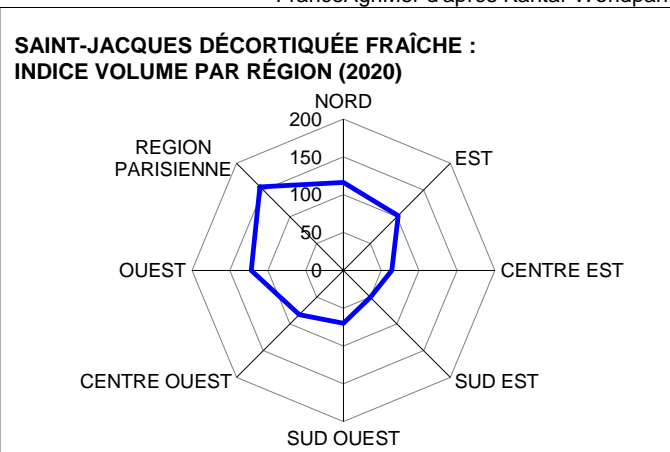 SAINT-JACQUES DÉCORTIQUÉE FRAÎCHE :
INDICE VOLUME PAR RÉGION (2020)
NORD
200
REGION
PARISIENNE
150
EST
100
50
OUEST
0
CENTRE EST
CENTRE OUEST
SUD EST
SUD OUEST